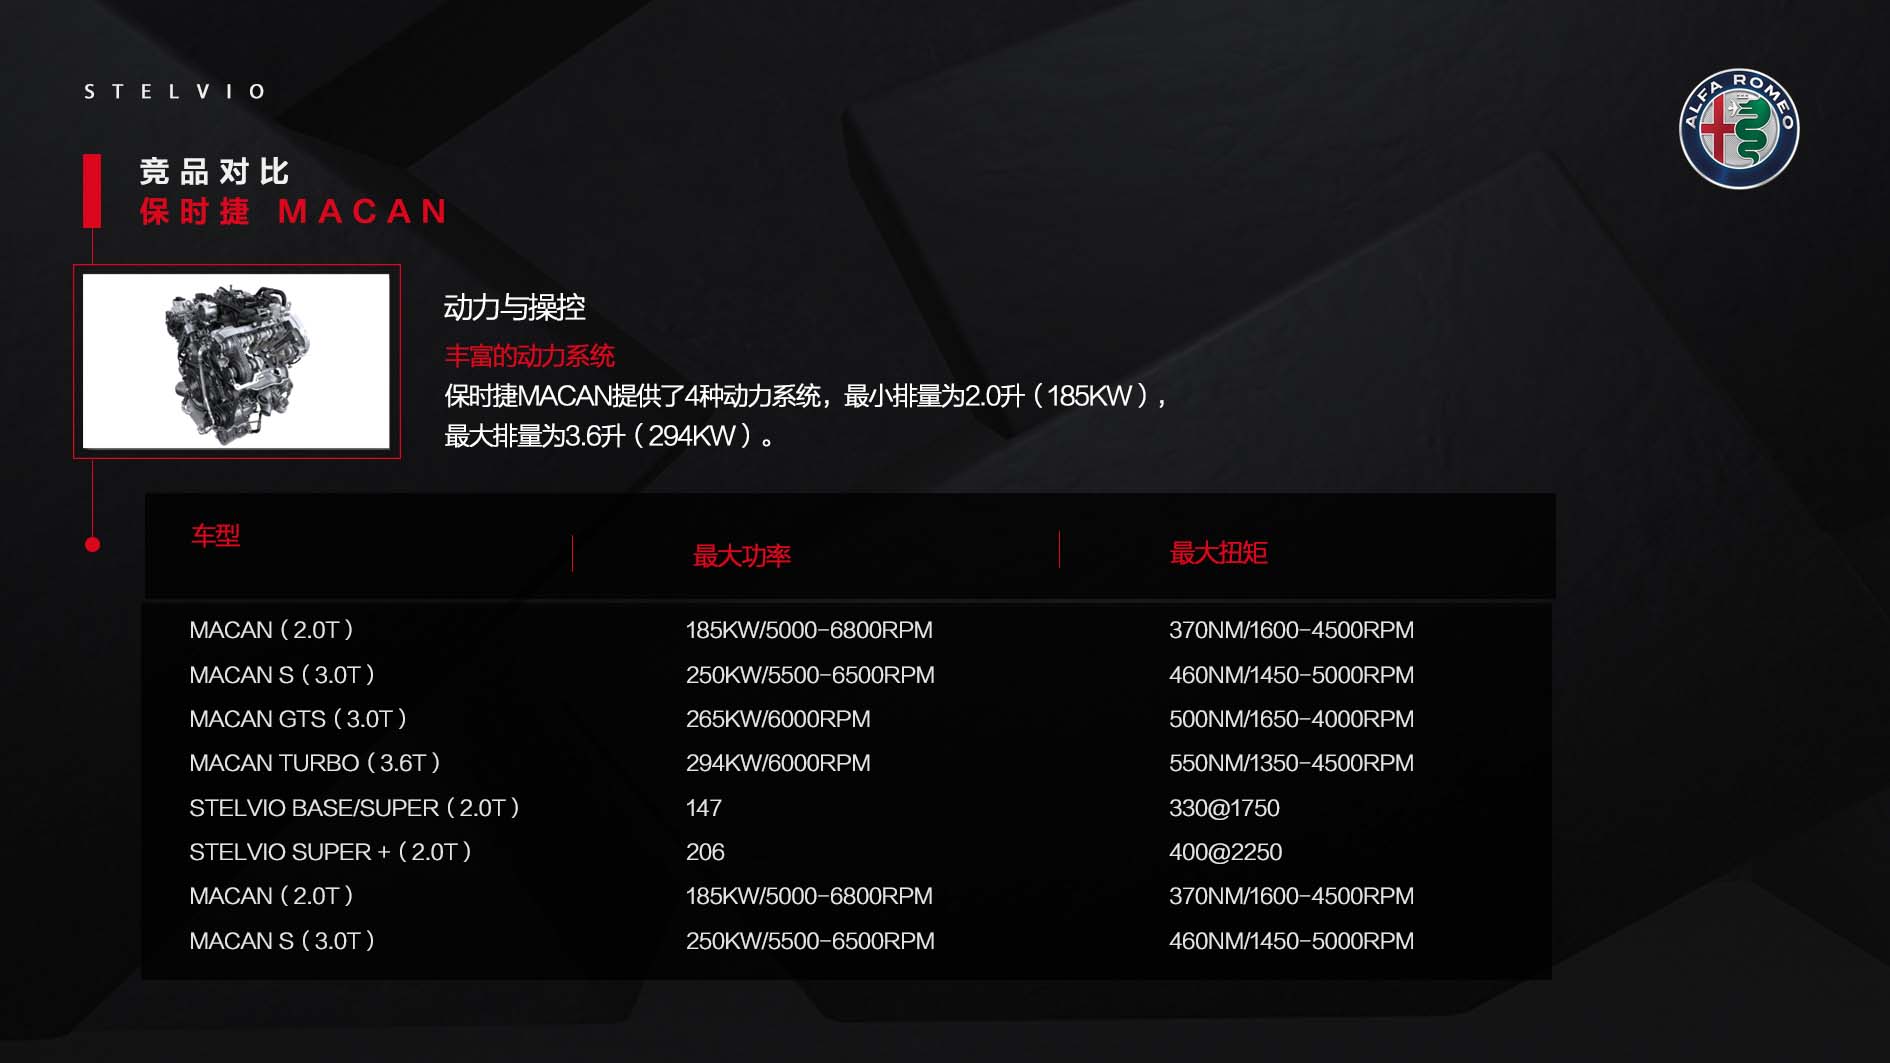 STELVIO
ALFA ROMEO
竞品对比
保时捷 MACAN
动力与操控
丰富的动力系统
保时捷MACAN提供了4种动力系统，最小排量为2.0升（185KW），
最大排量为3.6升（294KW）。
车型 最大功率 最大扭矩
MACAN（2.0T） 185KW/5000-6800RPM 370NM/1600-4500RPM
MACAN S（3.0T） 250KW/5500-6500RPM 460NM/1450-5000RPM
MACAN GTS（3.0T） 265KW/6000RPM 500NM/1650-4000RPM
MACAN TURBO（3.6T） 294KW/6000RPM 550NM/1350-4500RPM
STELVIO BASE/SUPER（2.0T） 147 330@1750
STELVIO SUPER +（2.0T） 206 400@2250
MACAN（2.0T） 185KW/5000-6800RPM 370NM/1600-4500RPM
MACAN S（3.0T） 250KW/5500-6500RPM 460NM/1450-5000RPM